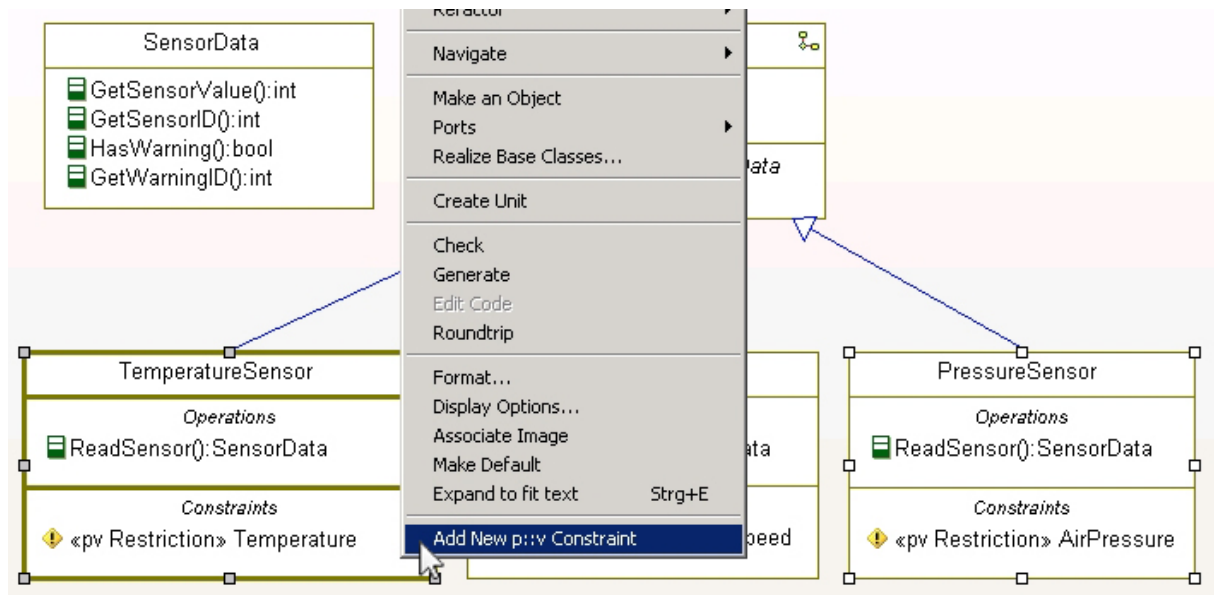 SensorData
GetSensorValue():int
GetSensorID():int
HasWarning():bool
GetWarningID():int
Refactor
Navigate
Make an Object
Ports
Realize Base Classes...
Create Unit
Check
Generate
Edit Code
Roundtrip
Format...
Display Options...
Associate Image
Make Default
Expand to fit text Strg+E
Add New p::v Constraint
TemperatureSensor
Operations
ReadSensor():SensorData
Constraints
«pv Restriction» Temperature
PressureSensor
Operations
ReadSensor():SensorData
Constraints
«pv Restriction» AirPressure